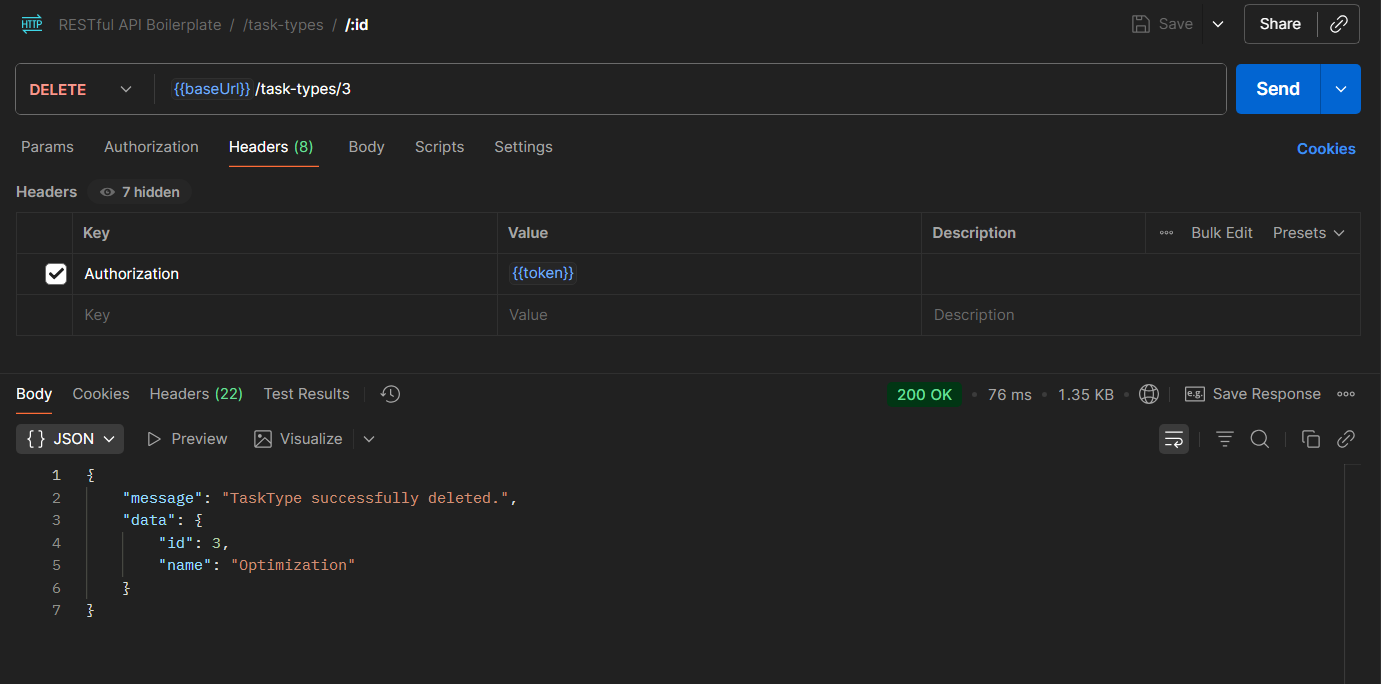 HTTP RESTful API Boilerplate / /task-types / /:id Save Share
DELETE {{baseUrl}} /task-types/3 Send
Params Authorization Headers (8) Body Scripts Settings Cookies
Headers 7 hidden
Key Value Description Bulk Edit Presets
Authorization {{token}}
Key Value Description
Body Cookies Headers (22) Test Results 200 OK • 76 ms • 1.35 KB • e.g. Save Response
{ } JSON Preview Visualize
1 {
2 "message": "TaskType successfully deleted.",
3 "data": {
4 "id": 3,
5 "name": "Optimization"
6 }
7 }